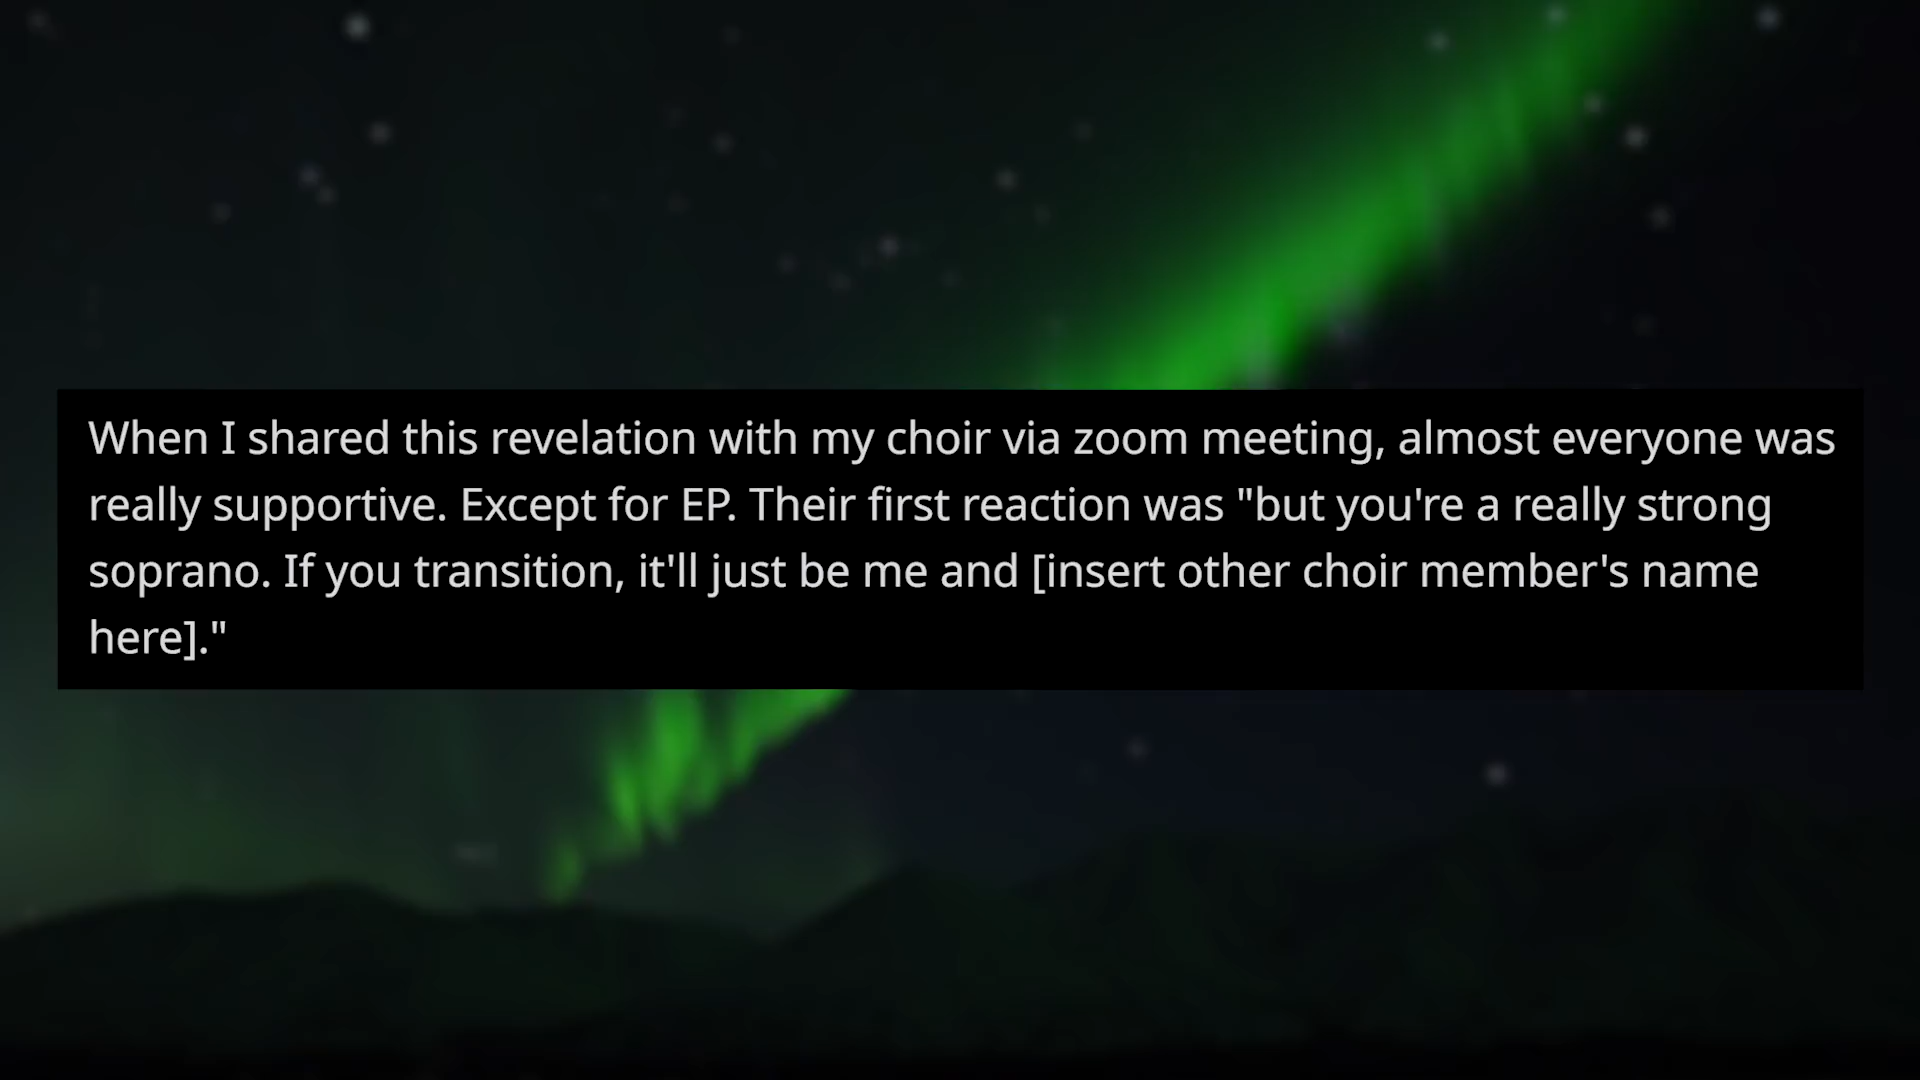 When I shared this revelation with my choir via zoom meeting, almost everyone was
really supportive. Except for EP. Their first reaction was "but you're a really strong
soprano. If you transition, it'll just be me and [insert other choir member's name
here]."